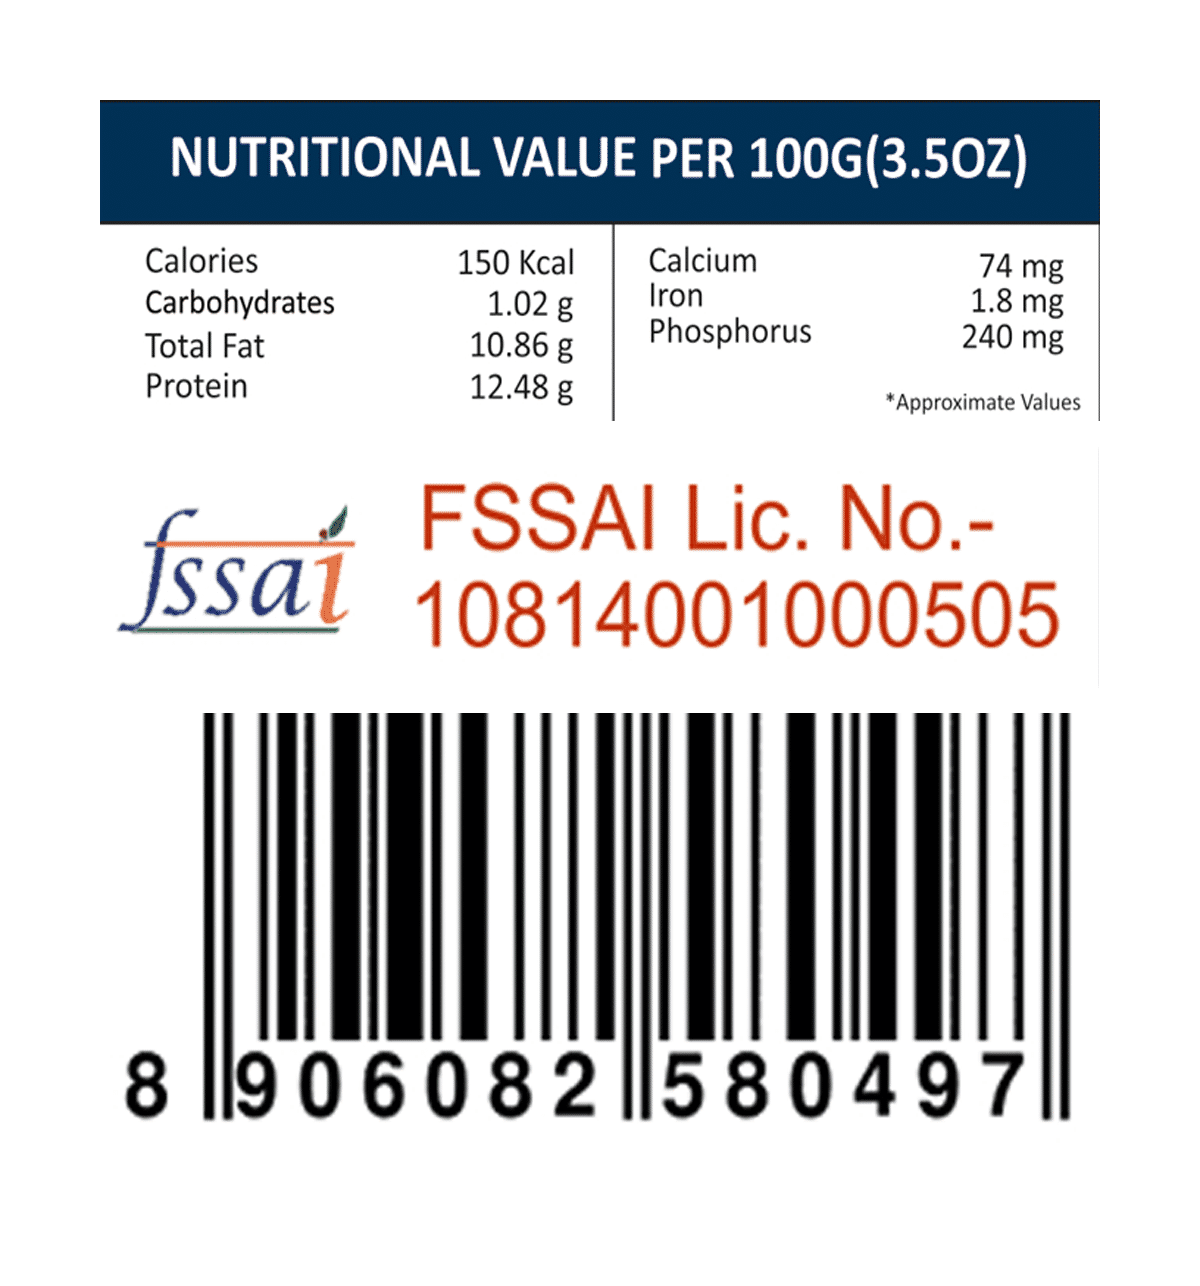 NUTRITIONAL VALUE PER 100G(3.5OZ)
Calories 150 Kcal
Carbohydrates 1.02 g
Total Fat 10.86 g
Protein 12.48 g
Calcium 74 mg
Iron 1.8 mg
Phosphorus 240 mg
*Approximate Values
fssai
FSSAI Lic. No.-
10814001000505
8 906082 580497